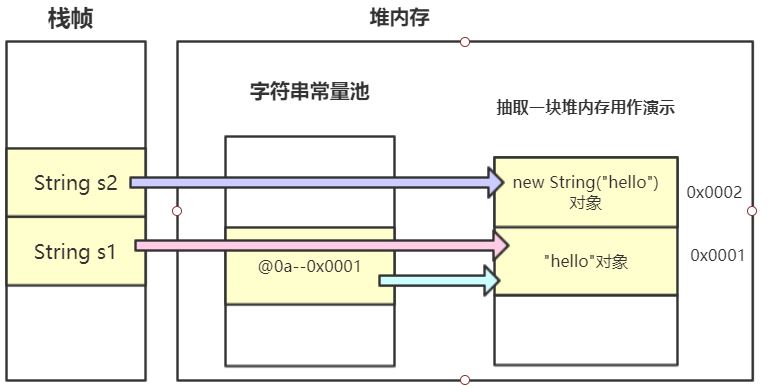 栈帧
堆内存
字符串常量池
抽取一块堆内存用作演示
String s2
new String("hello")
对象
0x0002
String s1
@0a--0x0001
"hello"对象
0x0001